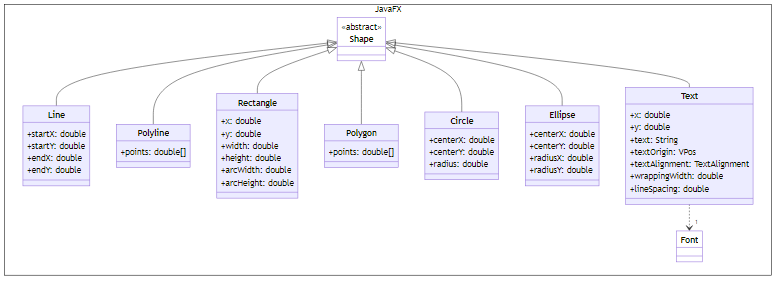 JavaFX
«abstract»
Shape
Line
+startX: double
+startY: double
+endX: double
+endY: double
Polyline
+points: double[]
Rectangle
+x: double
+y: double
+width: double
+height: double
+arcWidth: double
+arcHeight: double
Polygon
+points: double[]
Circle
+centerX: double
+centerY: double
+radius: double
Ellipse
+centerX: double
+centerY: double
+radiusX: double
+radiusY: double
Text
+x: double
+y: double
+text: String
+textOrigin: VPos
+textAlignment: TextAlignment
+wrappingWidth: double
+lineSpacing: double
1
Font